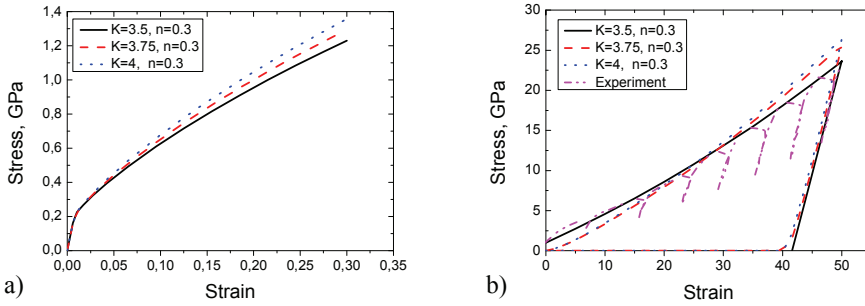 K=3.5, n=0.3
K=3.75, n=0.3
K=4, n=0.3
Stress, GPa
1,4
1,2
1,0
0,8
0,6
0,4
0,2
0,0
0,00 0,05 0,10 0,15 0,20 0,25 0,30 0,35
Strain
a)
K=3.5, n=0.3
K=3.75, n=0.3
K=4, n=0.3
Experiment
Stress, GPa
30
25
20
15
10
5
0
0 10 20 30 40 50
Strain
b)